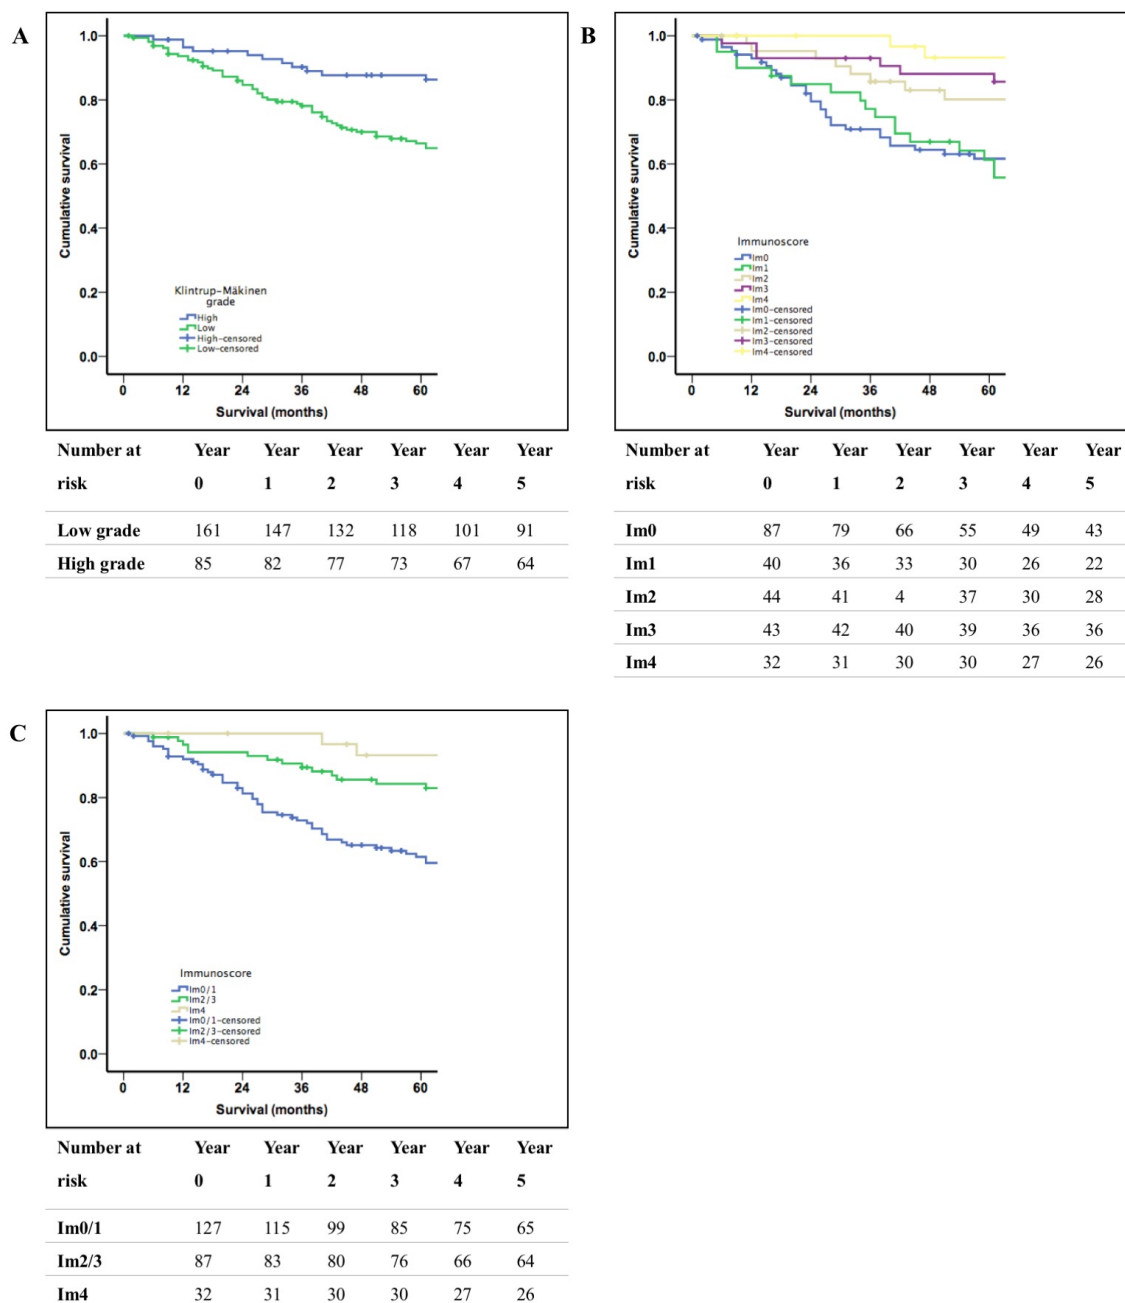 A
1.0
0.8
0.6
0.4
0.2
0.0
Cumulative survival
Klintrup-Mäkinen
grade
High
Low
High-censored
Low-censored
0 12 24 36 48 60
Survival (months)
Number at Year Year Year Year Year Year
risk 0 1 2 3 4 5
Low grade 161 147 132 118 101 91
High grade 85 82 77 73 67 64
B
1.0
0.8
0.6
0.4
0.2
0.0
Cumulative survival
Immunoscore
Im0
Im1
Im2
Im3
Im4
Im0-censored
Im1-censored
Im2-censored
Im3-censored
Im4-censored
0 12 24 36 48 60
Survival (months)
Number at Year Year Year Year Year Year
risk 0 1 2 3 4 5
Im0 87 79 66 55 49 43
Im1 40 36 33 30 26 22
Im2 44 41 4 37 30 28
Im3 43 42 40 39 36 36
Im4 32 31 30 30 27 26
C
1.0
0.8
0.6
0.4
0.2
0.0
Cumulative survival
Immunoscore
Im0/1
Im2/3
Im4
Im0/1-censored
Im2/3-censored
Im4-censored
0 12 24 36 48 60
Survival (months)
Number at Year Year Year Year Year Year
risk 0 1 2 3 4 5
Im0/1 127 115 99 85 75 65
Im2/3 87 83 80 76 66 64
Im4 32 31 30 30 27 26